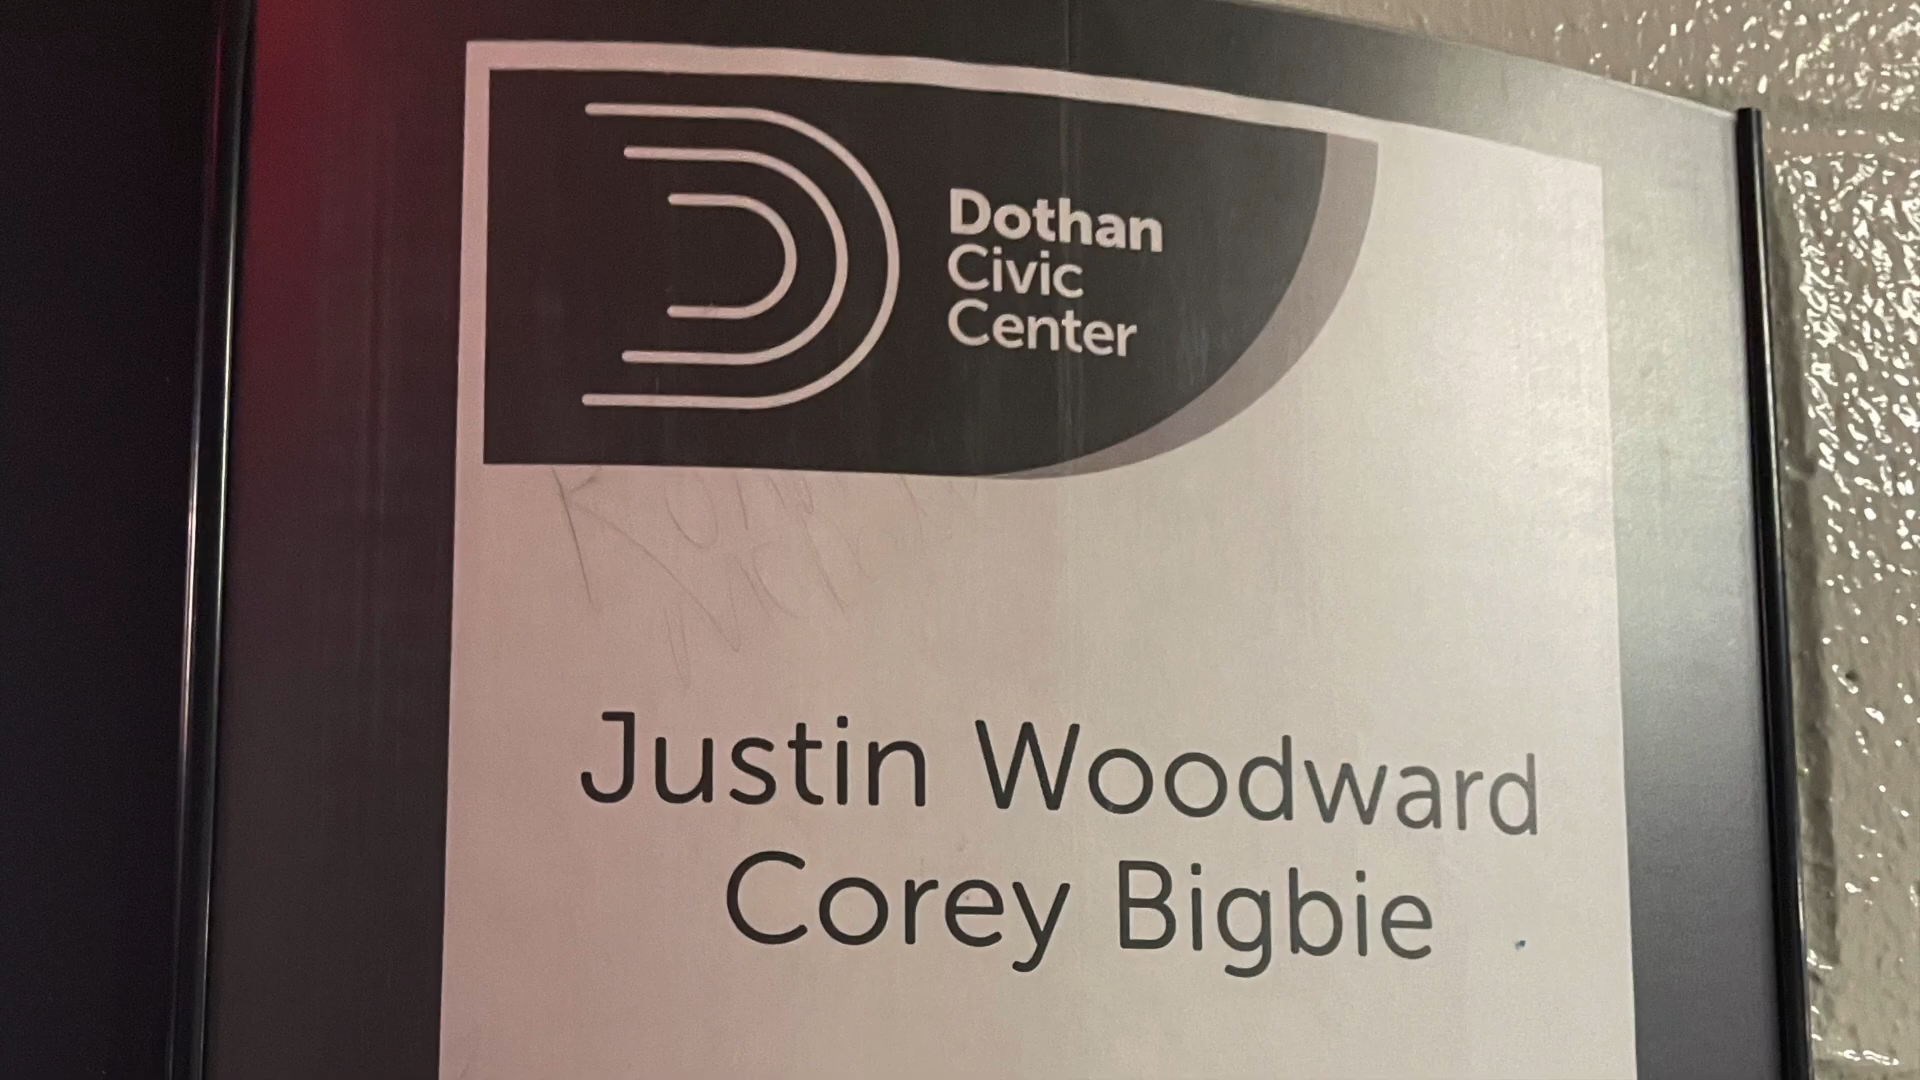 Dothan
Civic
Center
Justin Woodward
Corey Bigbie